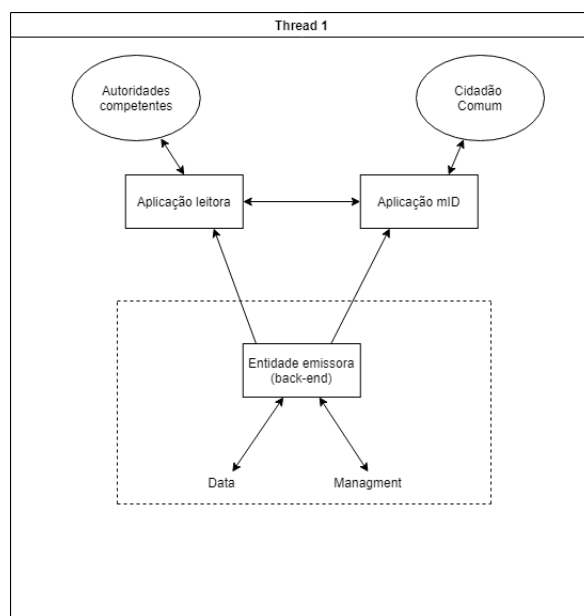 Thread 1
Autoridades
competentes
Cidadão
Comum
Aplicação leitora
Aplicação mID
Entidade emissora
(back-end)
Data
Managment